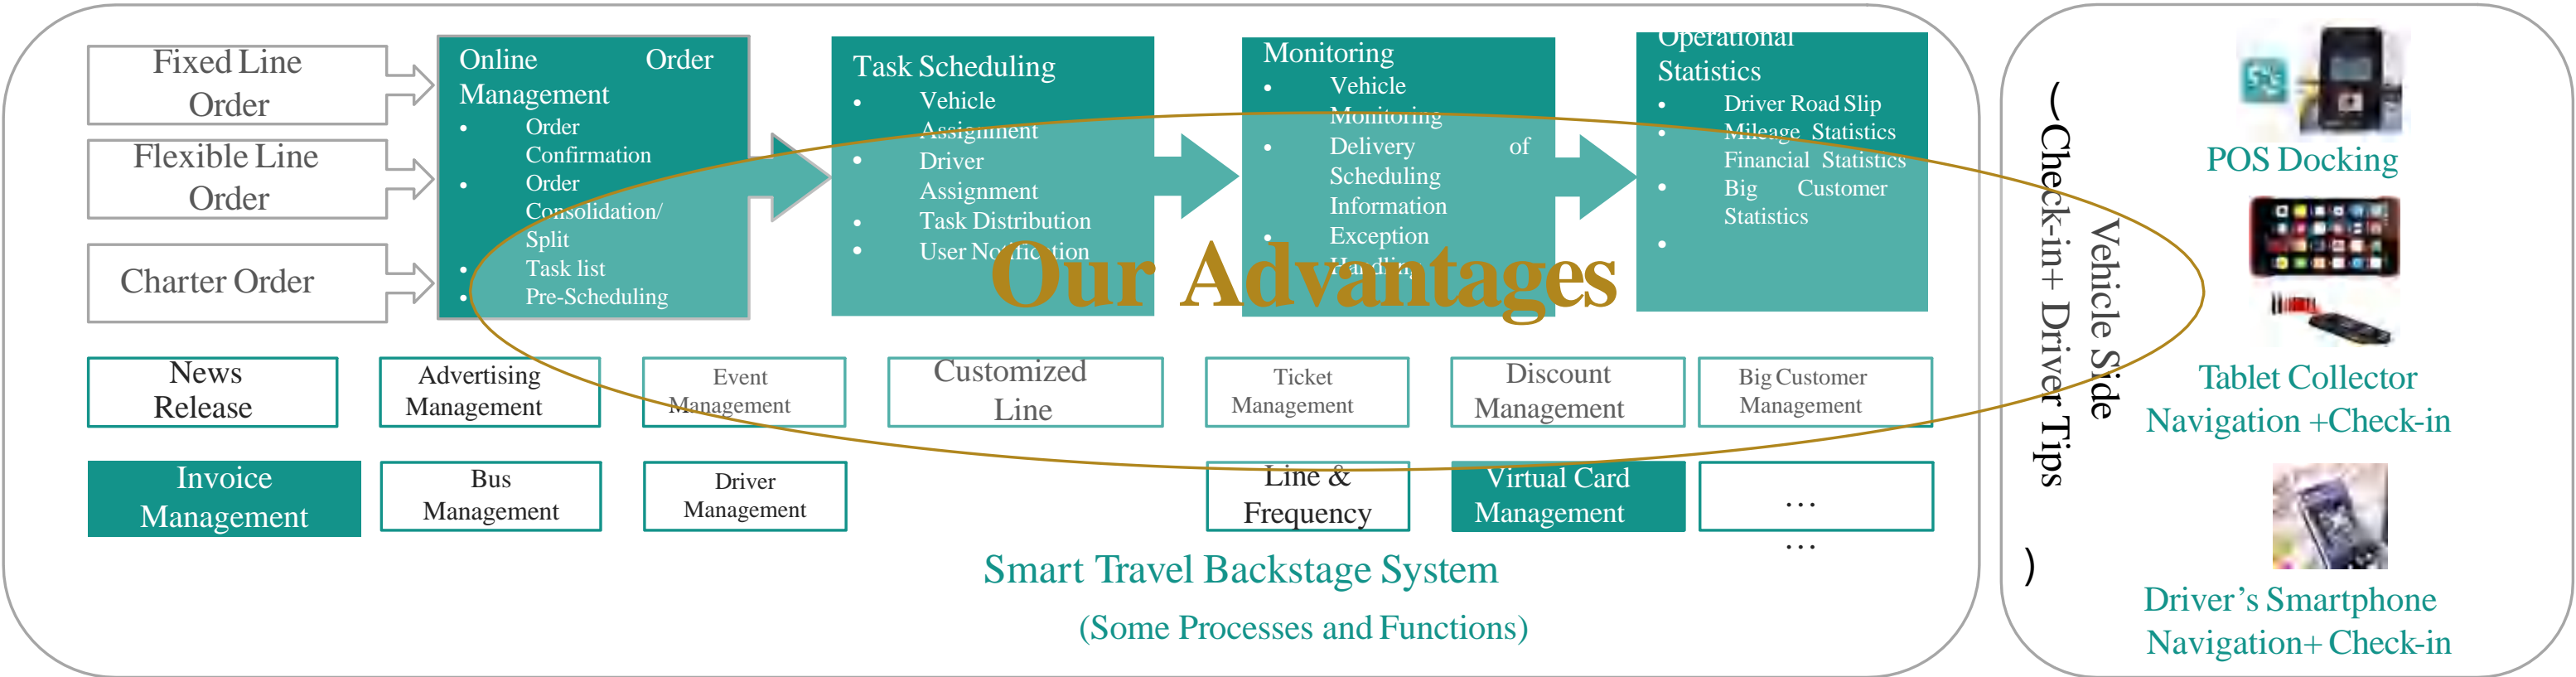 Fixed Line
Order
Flexible Line
Order
Charter Order
Online Order
Management
• Order
Confirmation
• Order
Consolidation/
Split
• Task list
• Pre-Scheduling
Task Scheduling
• Vehicle
Assignment
• Driver
Assignment
• Task Distribution
• User Notification
Monitoring
• Vehicle
Monitoring
• Delivery of
Scheduling
Information
• Exception
Handling
Operational
Statistics
• Driver Road Slip
• Mileage Statistics
Financial Statistics
• Big Customer
Statistics
•
Our Advantages
News
Release
Advertising
Management
Event
Management
Customized
Line
Ticket
Management
Discount
Management
Big Customer
Management
Invoice
Management
Bus
Management
Driver
Management
Line &
Frequency
Virtual Card
Management
…
…
Smart Travel Backstage System
(Some Processes and Functions)
Vehicle Side
(Check-in+ Driver Tips
)
POS Docking
Tablet Collector
Navigation +Check-in
Driver’s Smartphone
Navigation+ Check-in